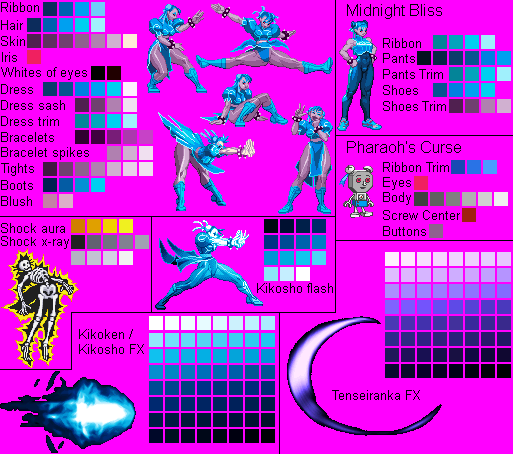 Ribbon
Hair
Skin
Iris
Whites of eyes
Dress
Dress sash
Dress trim
Bracelets
Bracelet spikes
Tights
Boots
Blush
Midnight Bliss
Ribbon
Pants
Pants Trim
Shoes
Shoes Trim
Pharaoh's Curse
Ribbon Trim
Eyes
Body
Screw Center
Buttons
Shock aura
Shock x-ray
Kikosho flash
Kikoken /
Kikosho FX
Tenseiranka FX